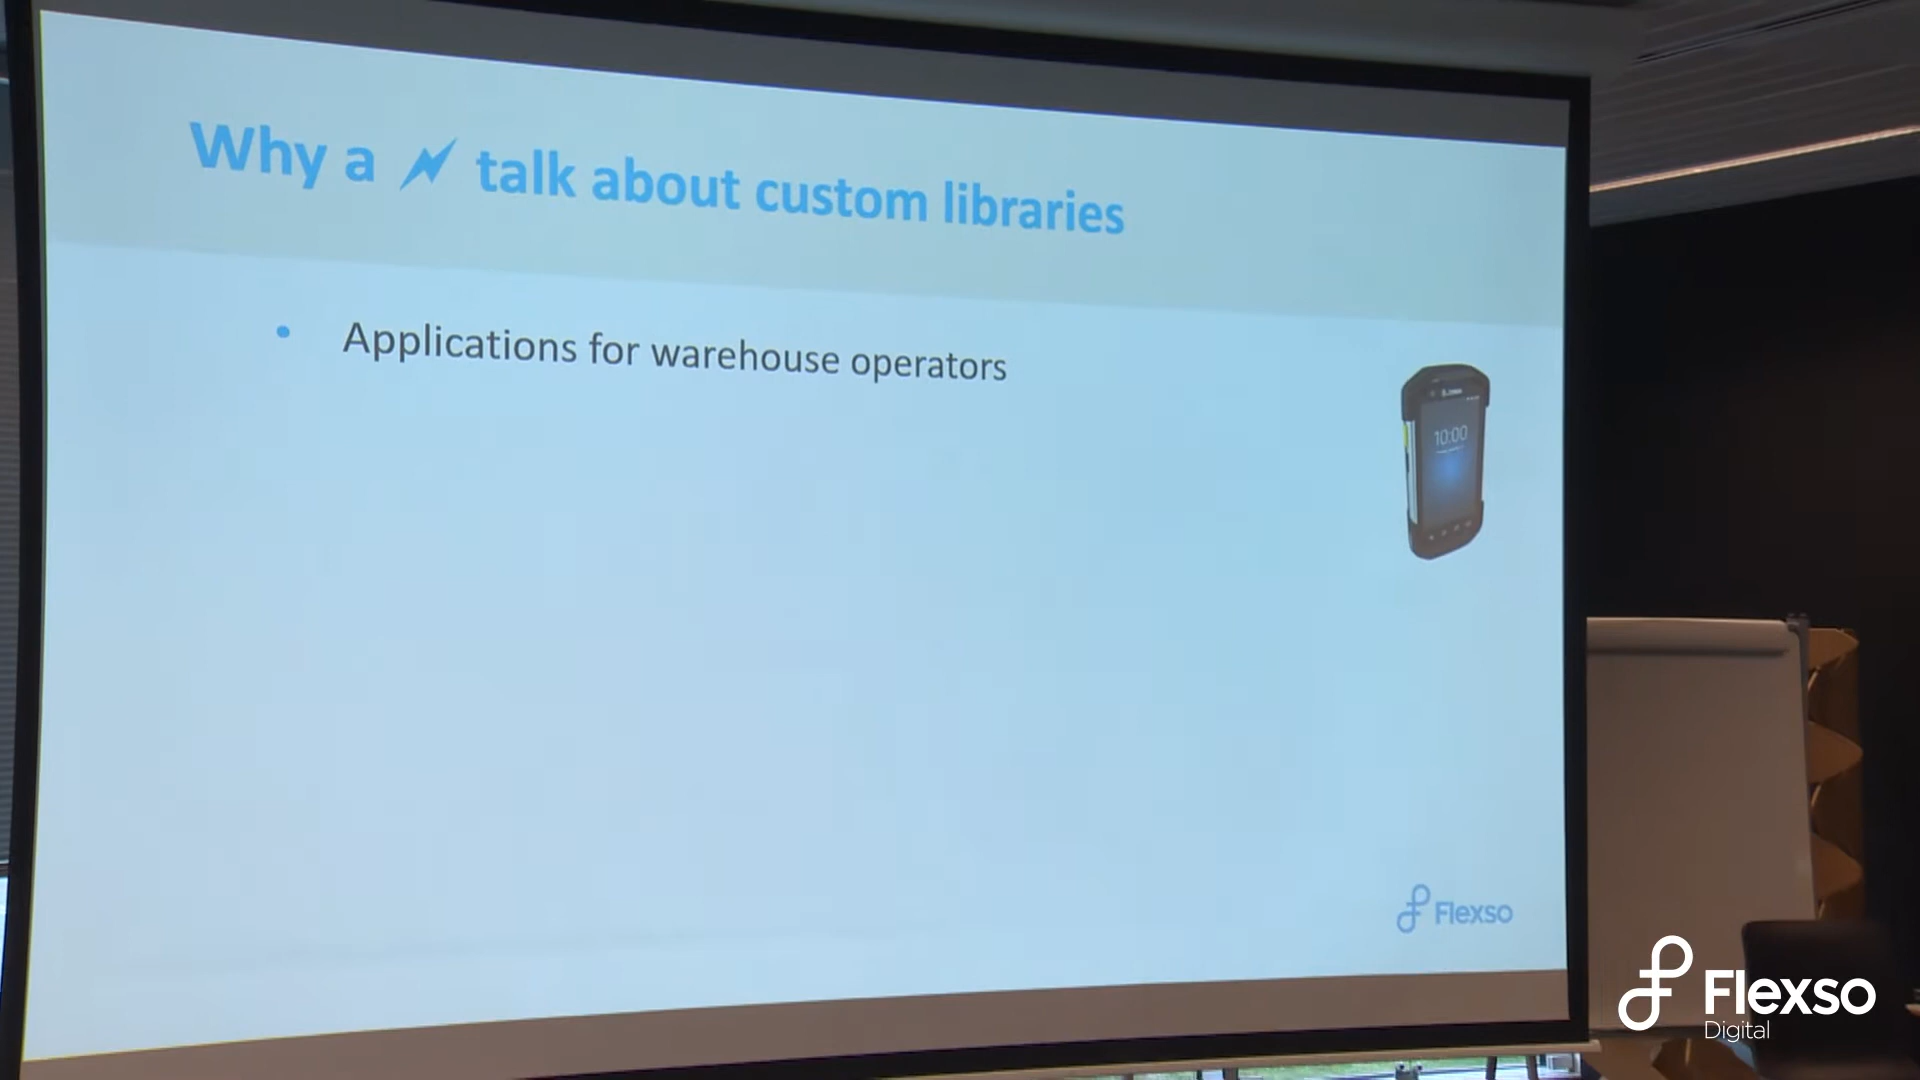 Why a ⚡ talk about custom libraries
• Applications for warehouse operators
10:00
Flexso
Flexso
Digital